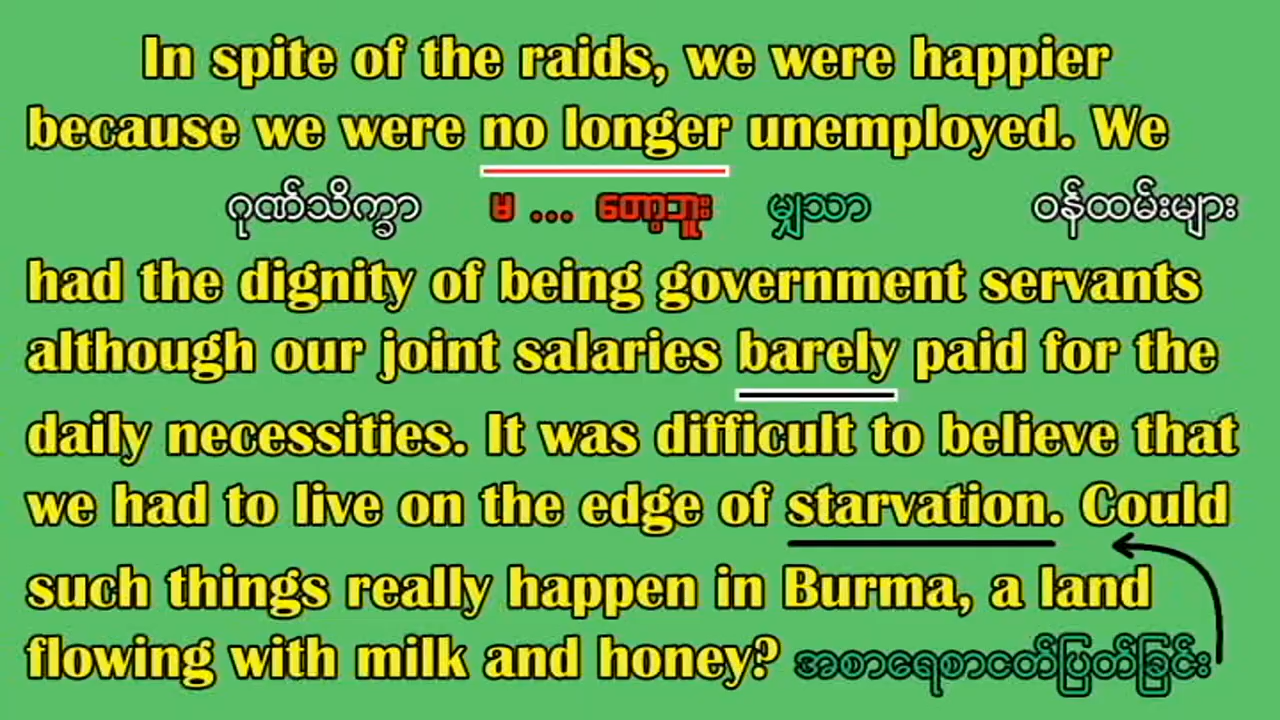 In spite of the raids, we were happier
because we were no longer unemployed. We
ဂုဏ်သိက္ခာ မ ... တော့ဘူး မျှသာ ဝန်ထမ်းများ
had the dignity of being government servants
although our joint salaries barely paid for the
daily necessities. It was difficult to believe that
we had to live on the edge of starvation. Could
such things really happen in Burma, a land
flowing with milk and honey? အစာရေစာငတ်ပြတ်ခြင်း